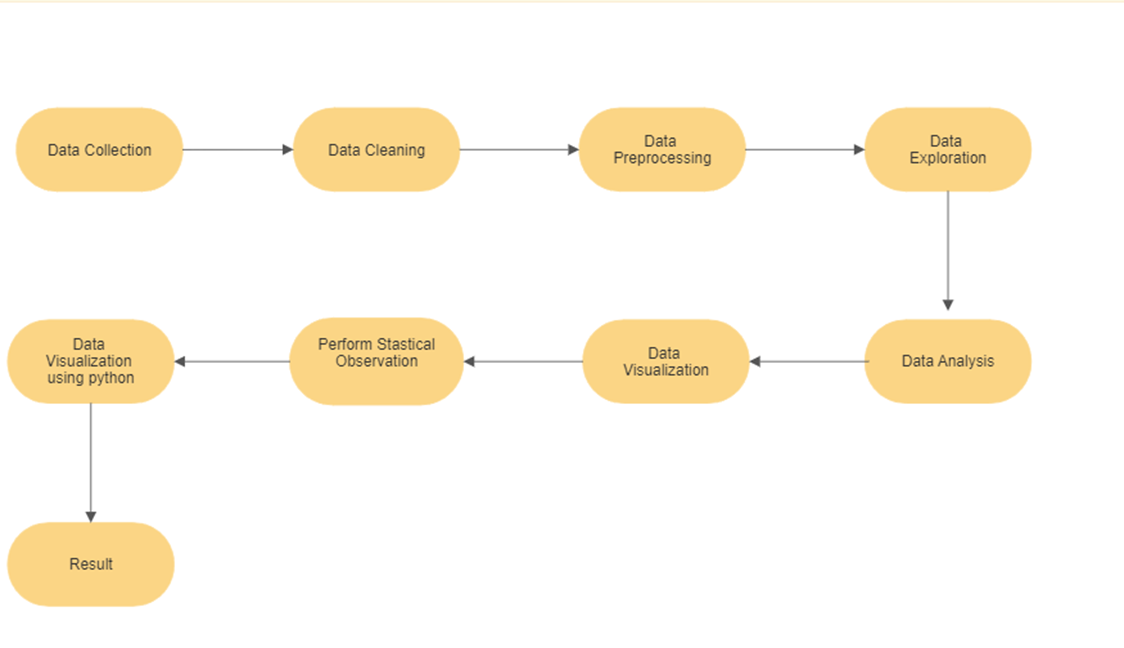 Data Collection
Data Cleaning
Data
Preprocessing
Data
Exploration
Data Analysis
Data
Visualization
Perform Stastical
Observation
Data
Visualization
using python
Result